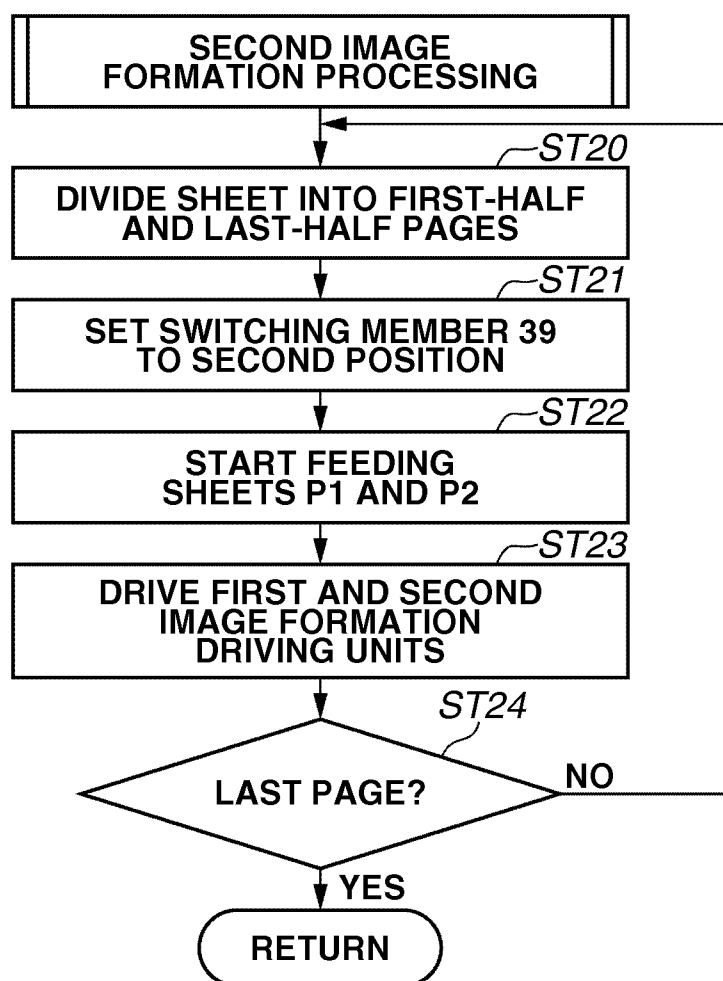 SECOND IMAGE
FORMATION PROCESSING
ST20
DIVIDE SHEET INTO FIRST-HALF
AND LAST-HALF PAGES
ST21
SET SWITCHING MEMBER 39
TO SECOND POSITION
ST22
START FEEDING
SHEETS P1 AND P2
ST23
DRIVE FIRST AND SECOND
IMAGE FORMATION
DRIVING UNITS
ST24
LAST PAGE?
NO
YES
RETURN